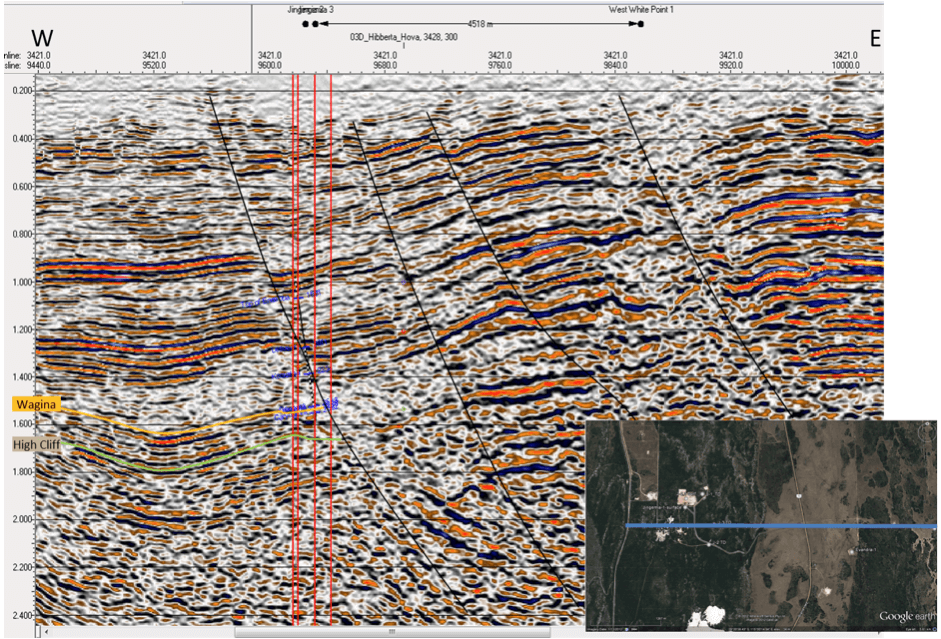 3
West White Point 1
4518 m
W
03D_Hibberta_Hova, 3428, 300
E
nline: 3421.0 3421.0 3421.0 3421.0 3421.0 3421.0 3421.0 3421.0
sline: 9440.0 9520.0 9600.0 9680.0 9760.0 9840.0 9920.0 10000.0
0.200
0.400
0.600
0.800
1.000
1.200
1.400
Wagina
1.600
High Cliff
1.800
2.000
2.200
2.400
Google earth